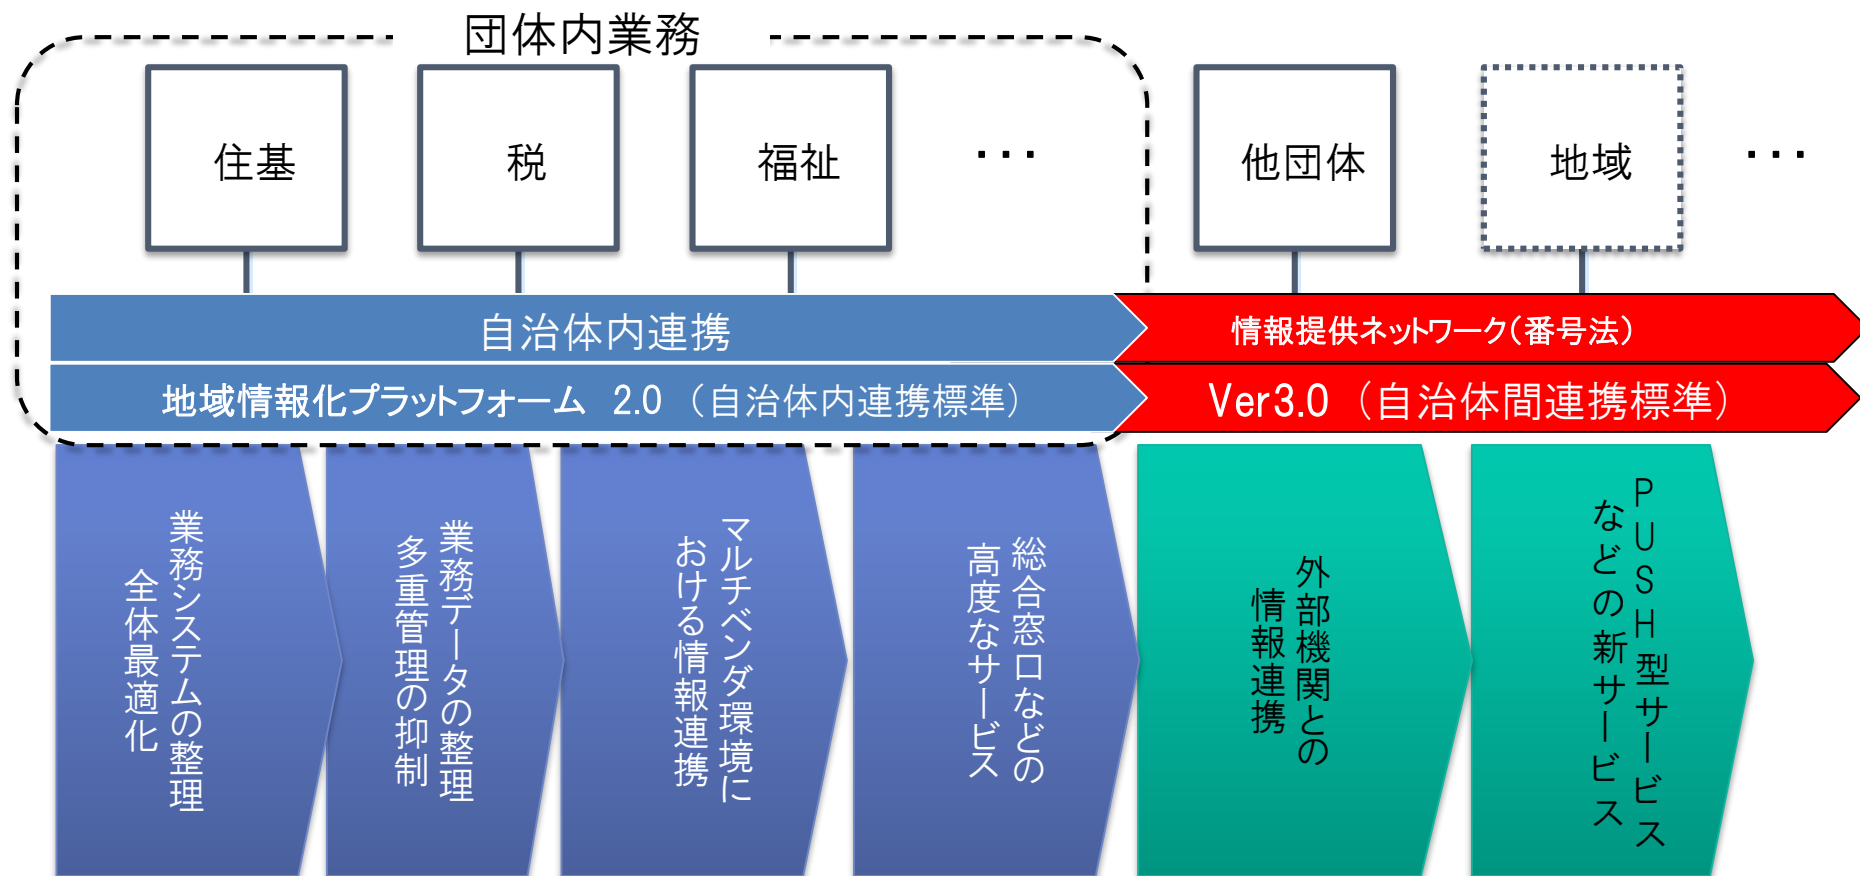 団体内業務
住基
税
福祉
･･･
他団体
地域
･･･
自治体内連携
情報提供ネットワーク(番号法)
地域情報化プラットフォーム 2.0 (自治体内連携標準)
Ver3.0 (自治体間連携標準)
業務システムの整理
全体最適化
業務データの整理
多重管理の抑制
マルチベンダ環境に
おける情報連携
総合窓口などの
高度なサービス
外部機関との
情報連携
PUSH型サービス
などの新サービス